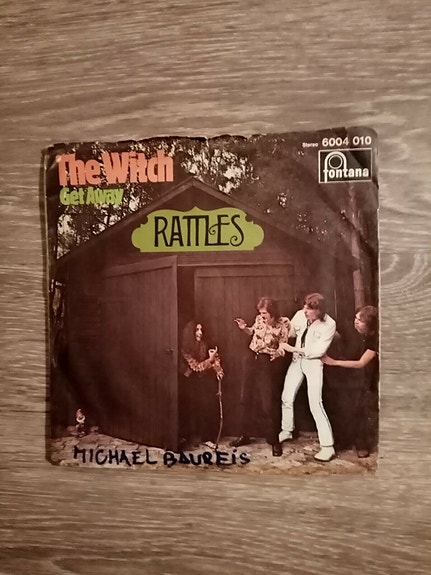 Stereo 6004 010
fontana
The Witch
Get Away
RATTLES
MICHAEL BAUREiS